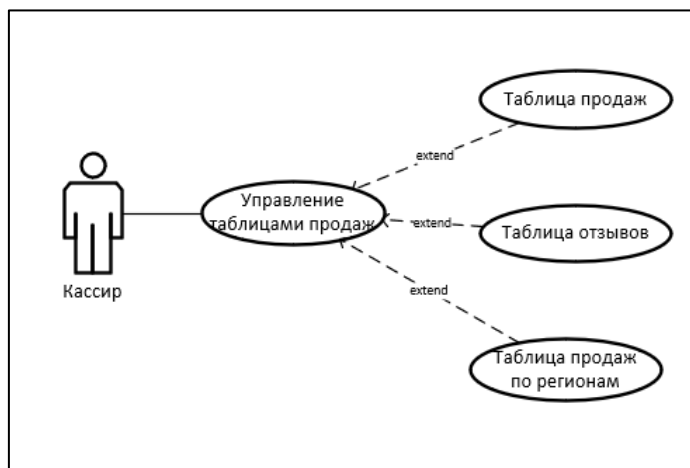 Таблица продаж
extend
Управление
таблицами продаж
extend
Таблица отзывов
Кассир
extend
Таблица продаж
по регионам